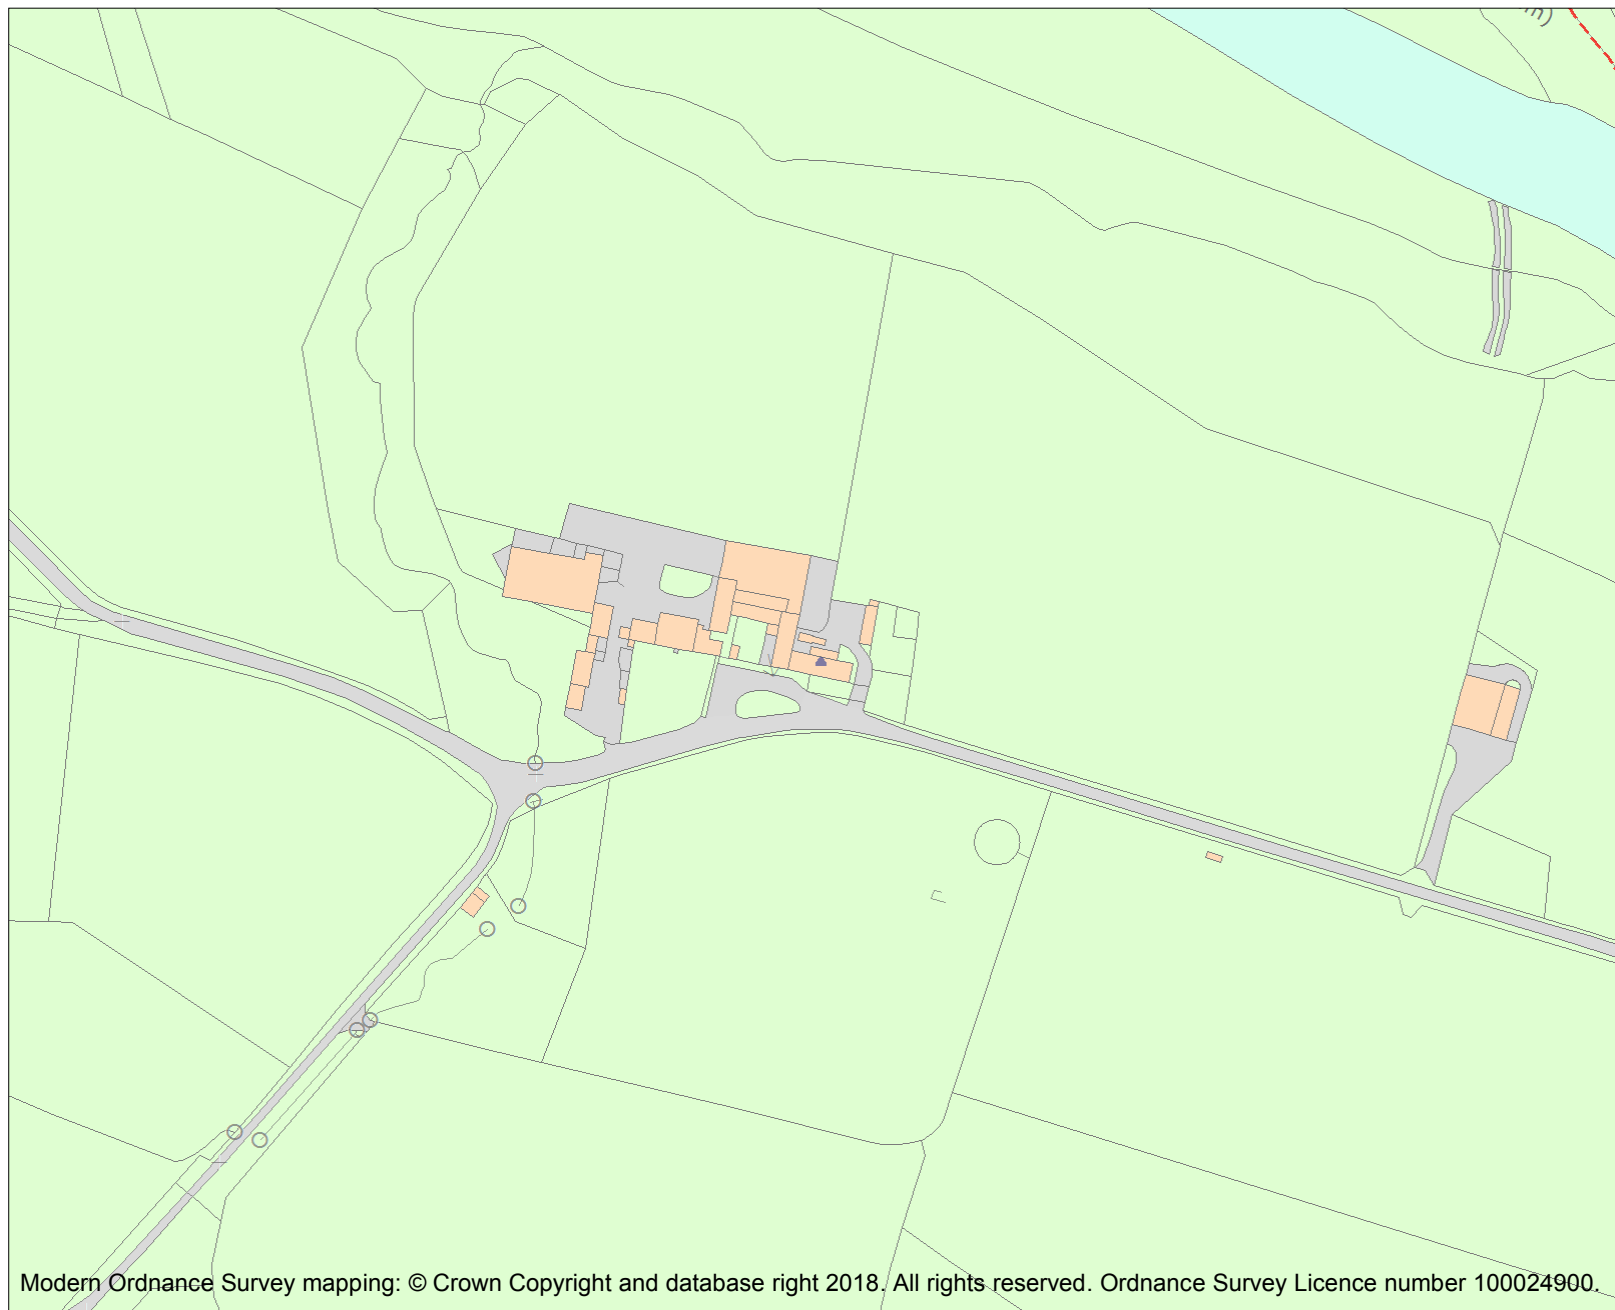 m)
Modern Ordnance Survey mapping: © Crown Copyright and database right 2018. All rights reserved. Ordnance Survey Licence number 100024900.